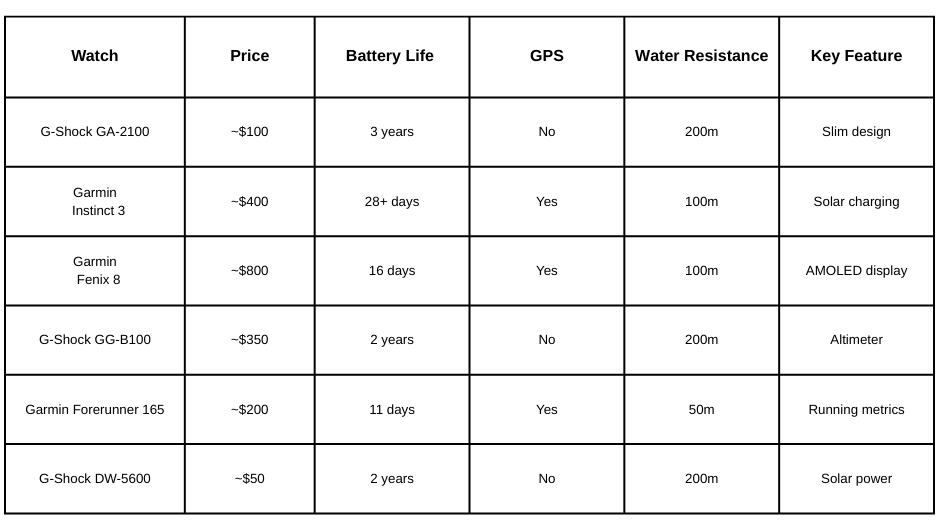 Watch Price Battery Life GPS Water Resistance Key Feature
G-Shock GA-2100 ~$100 3 years No 200m Slim design
Garmin
Instinct 3 ~$400 28+ days Yes 100m Solar charging
Garmin
Fenix 8 ~$800 16 days Yes 100m AMOLED display
G-Shock GG-B100 ~$350 2 years No 200m Altimeter
Garmin Forerunner 165 ~$200 11 days Yes 50m Running metrics
G-Shock DW-5600 ~$50 2 years No 200m Solar power